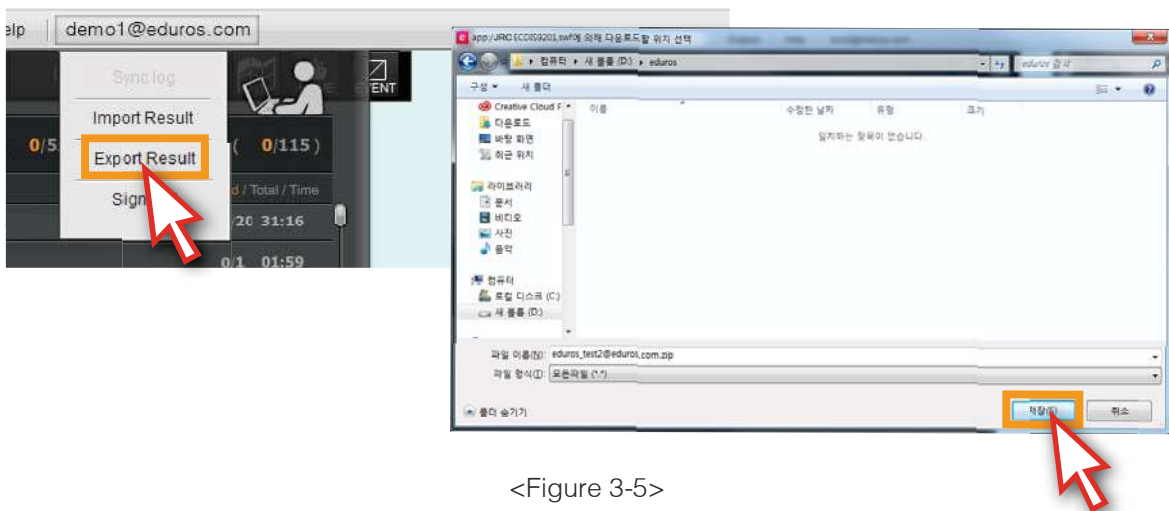 elp demo1@eduros.com
Sync log
Import Result
Export Result
Sign
ENT
0/5
( 0/115 )
d / Total / Time
/20 31:16
0/1 01:59
app:/JRC ECDIS9201.swf에 의해 다운로드할 위치 선택
컴퓨터 ▸ 새 볼륨 (D:) ▸ eduros
eduros 검색
구성 ▾ 새 폴더
Creative Cloud F
다운로드
바탕 화면
최근 위치
라이브러리
문서
비디오
사진
음악
컴퓨터
로컬 디스크 (C:)
새 볼륨 (D:)
이름 수정한 날짜 유형 크기
일치하는 항목이 없습니다.
파일 이름(N): eduros_test2@eduros.com.zip
파일 형식(T): 모든파일 (*.*)
폴더 숨기기
저장(S) 취소
<Figure 3-5>